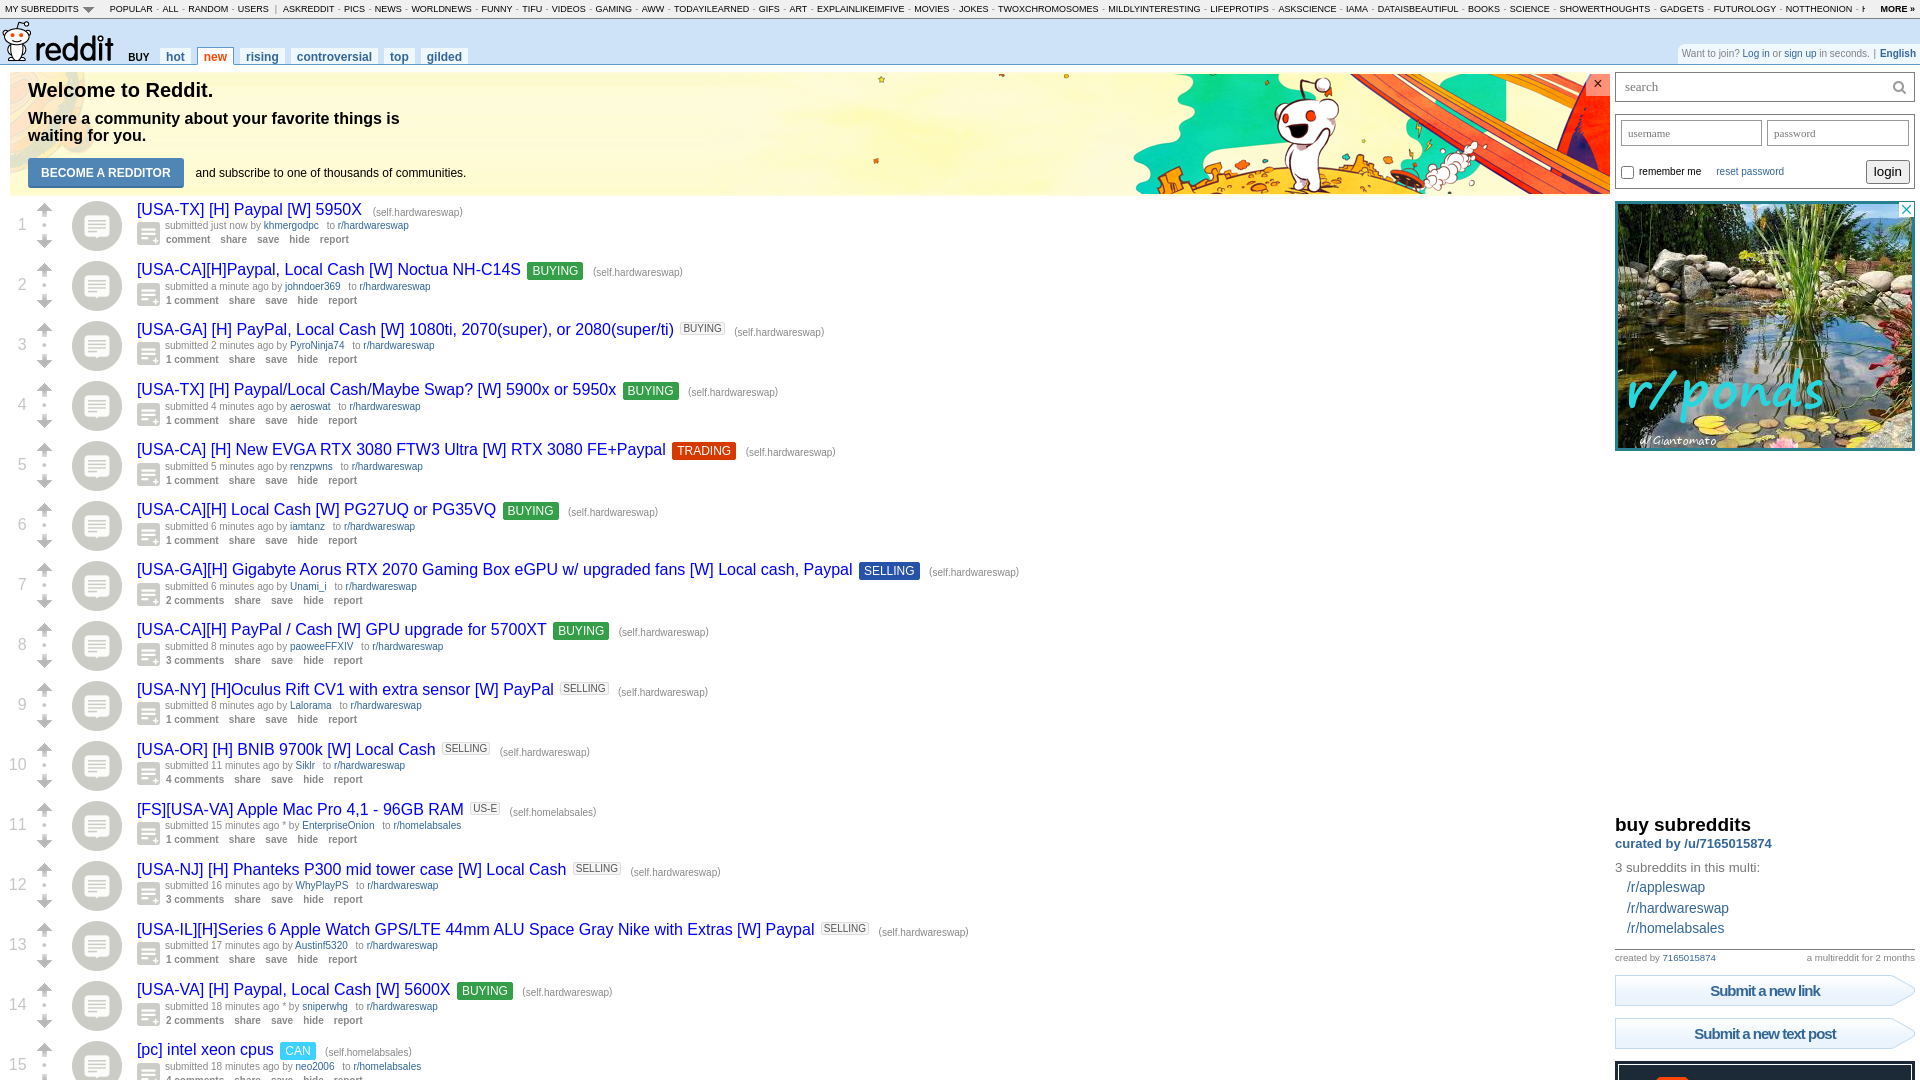 MY SUBREDDITS POPULAR - ALL - RANDOM - USERS | ASKREDDIT - PICS - NEWS - WORLDNEWS - FUNNY - TIFU - VIDEOS - GAMING - AWW - TODAYILEARNED - GIFS - ART - EXPLAINLIKEIMFIVE - MOVIES - JOKES - TWOXCHROMOSOMES - MILDLYINTERESTING - LIFEPROTIPS - ASKSCIENCE - IAMA - DATAISBEAUTIFUL - BOOKS - SCIENCE - SHOWERTHOUGHTS - GADGETS - FUTUROLOGY - NOTTHEONION - MORE »
reddit BUY hot new rising controversial top gilded
Want to join? Log in or sign up in seconds. | English
Welcome to Reddit.
Where a community about your favorite things is
waiting for you.
BECOME A REDDITOR and subscribe to one of thousands of communities.
×
1
[USA-TX] [H] Paypal [W] 5950X (self.hardwareswap)
submitted just now by khmergodpc to r/hardwareswap
comment share save hide report
2
[USA-CA][H]Paypal, Local Cash [W] Noctua NH-C14S BUYING (self.hardwareswap)
submitted a minute ago by johndoer369 to r/hardwareswap
1 comment share save hide report
3
[USA-GA] [H] PayPal, Local Cash [W] 1080ti, 2070(super), or 2080(super/ti) BUYING (self.hardwareswap)
submitted 2 minutes ago by PyroNinja74 to r/hardwareswap
1 comment share save hide report
4
[USA-TX] [H] Paypal/Local Cash/Maybe Swap? [W] 5900x or 5950x BUYING (self.hardwareswap)
submitted 4 minutes ago by aeroswat to r/hardwareswap
1 comment share save hide report
5
[USA-CA] [H] New EVGA RTX 3080 FTW3 Ultra [W] RTX 3080 FE+Paypal TRADING (self.hardwareswap)
submitted 5 minutes ago by renzpwns to r/hardwareswap
1 comment share save hide report
6
[USA-CA][H] Local Cash [W] PG27UQ or PG35VQ BUYING (self.hardwareswap)
submitted 6 minutes ago by iamtanz to r/hardwareswap
1 comment share save hide report
7
[USA-GA][H] Gigabyte Aorus RTX 2070 Gaming Box eGPU w/ upgraded fans [W] Local cash, Paypal SELLING (self.hardwareswap)
submitted 6 minutes ago by Unami_i to r/hardwareswap
2 comments share save hide report
8
[USA-CA][H] PayPal / Cash [W] GPU upgrade for 5700XT BUYING (self.hardwareswap)
submitted 8 minutes ago by paoweeFFXIV to r/hardwareswap
3 comments share save hide report
9
[USA-NY] [H]Oculus Rift CV1 with extra sensor [W] PayPal SELLING (self.hardwareswap)
submitted 8 minutes ago by Lalorama to r/hardwareswap
1 comment share save hide report
10
[USA-OR] [H] BNIB 9700k [W] Local Cash SELLING (self.hardwareswap)
submitted 11 minutes ago by Siklr to r/hardwareswap
4 comments share save hide report
11
[FS][USA-VA] Apple Mac Pro 4,1 - 96GB RAM US-E (self.homelabsales)
submitted 15 minutes ago * by EnterpriseOnion to r/homelabsales
1 comment share save hide report
12
[USA-NJ] [H] Phanteks P300 mid tower case [W] Local Cash SELLING (self.hardwareswap)
submitted 16 minutes ago by WhyPlayPS to r/hardwareswap
3 comments share save hide report
13
[USA-IL][H]Series 6 Apple Watch GPS/LTE 44mm ALU Space Gray Nike with Extras [W] Paypal SELLING (self.hardwareswap)
submitted 17 minutes ago by Austinf5320 to r/hardwareswap
1 comment share save hide report
14
[USA-VA] [H] Paypal, Local Cash [W] 5600X BUYING (self.hardwareswap)
submitted 18 minutes ago * by sniperwhg to r/hardwareswap
2 comments share save hide report
15
[pc] intel xeon cpus CAN (self.homelabsales)
submitted 18 minutes ago by neo2006 to r/homelabsales
4 comments share save hide report
search
username password
remember me reset password login
r/ponds
u/Giantomato
buy subreddits
curated by /u/7165015874
3 subreddits in this multi:
/r/appleswap
/r/hardwareswap
/r/homelabsales
created by 7165015874 a multireddit for 2 months
Submit a new link
Submit a new text post